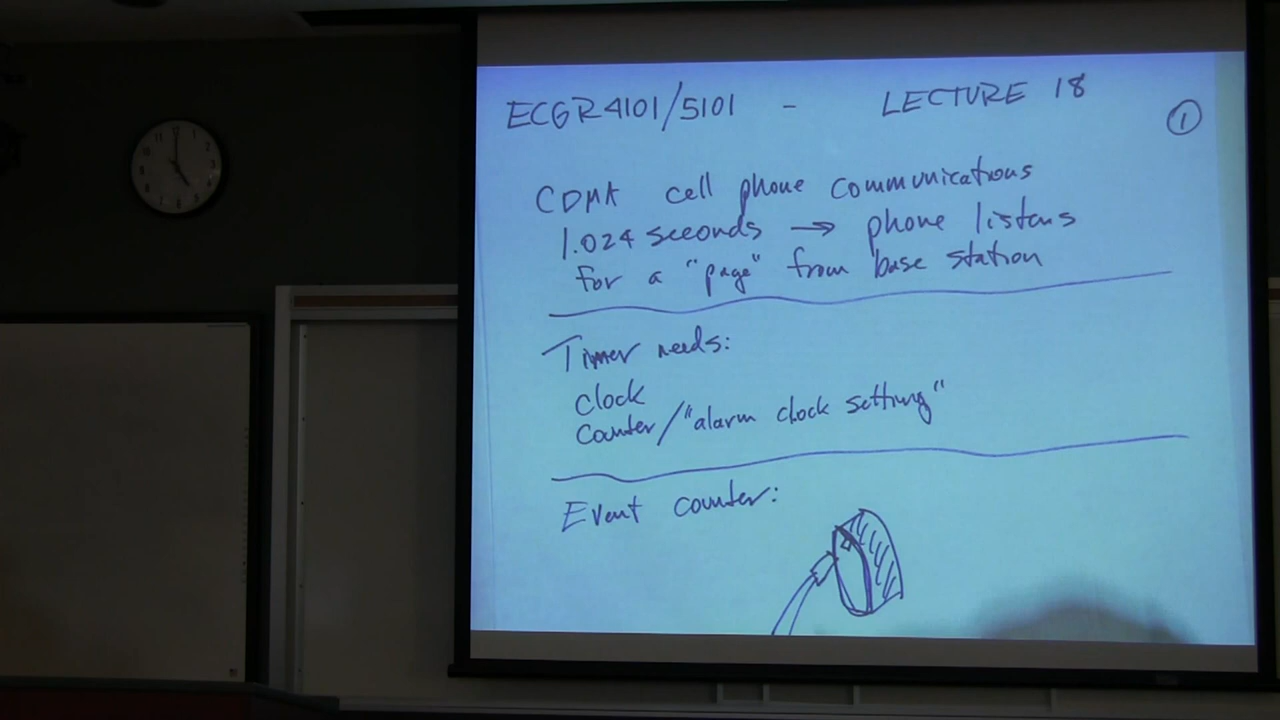 ECGR4101/5101 - LECTURE 18
1
CDMA cell phone communications
1.024 seconds → phone listens
for a "page" from base station
Timer needs:
clock
counter/"alarm clock setting"
Event counter: